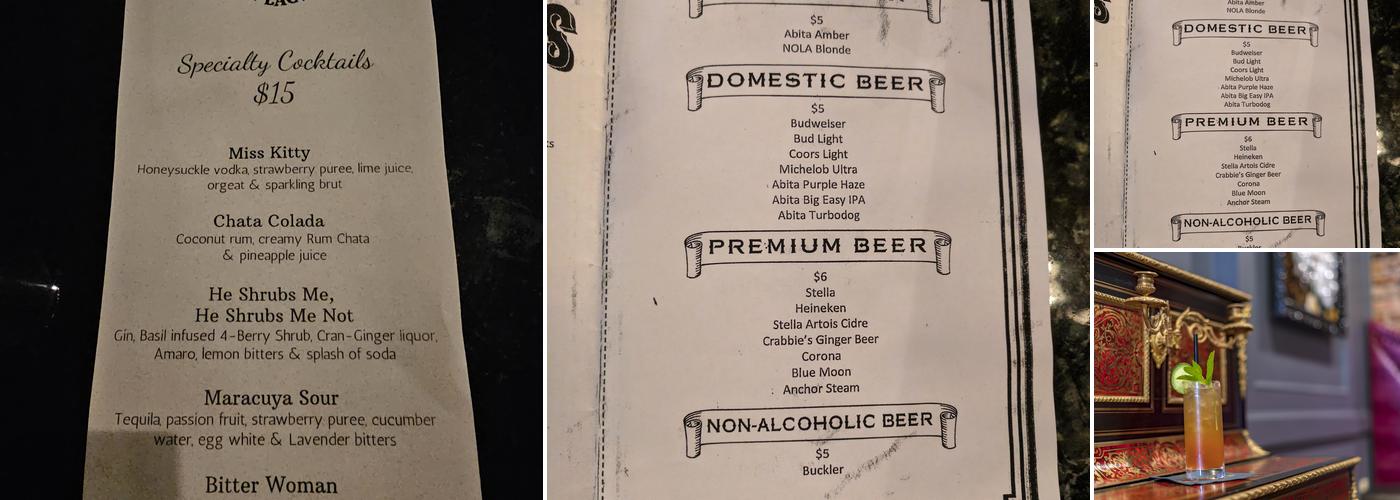 Specialty Cocktails
$15
Miss Kitty
Honeysuckle vodka, strawberry puree, lime juice,
orgeat & sparkling brut
Chata Colada
Coconut rum, creamy Rum Chata
& pineapple juice
He Shrubs Me,
He Shrubs Me Not
Gin, Basil infused 4-Berry Shrub, Cran-Ginger liquor,
Amaro, lemon bitters & splash of soda
Maracuya Sour
Tequila, passion fruit, strawberry puree, cucumber
water, egg white & Lavender bitters
Bitter Woman
$5
Abita Amber
NOLA Blonde
DOMESTIC BEER
$5
Budweiser
Bud Light
Coors Light
Michelob Ultra
Abita Purple Haze
Abita Big Easy IPA
Abita Turbodog
PREMIUM BEER
$6
Stella
Heineken
Stella Artois Cidre
Crabbie's Ginger Beer
Corona
Blue Moon
Anchor Steam
NON-ALCOHOLIC BEER
$5
Buckler
Abita Amber
NOLA Blonde
DOMESTIC BEER
$5
Budweiser
Bud Light
Coors Light
Michelob Ultra
Abita Purple Haze
Abita Big Easy IPA
Abita Turbodog
PREMIUM BEER
$6
Stella
Heineken
Stella Artois Cidre
Crabbie's Ginger Beer
Corona
Blue Moon
Anchor Steam
NON-ALCOHOLIC BEER
$5